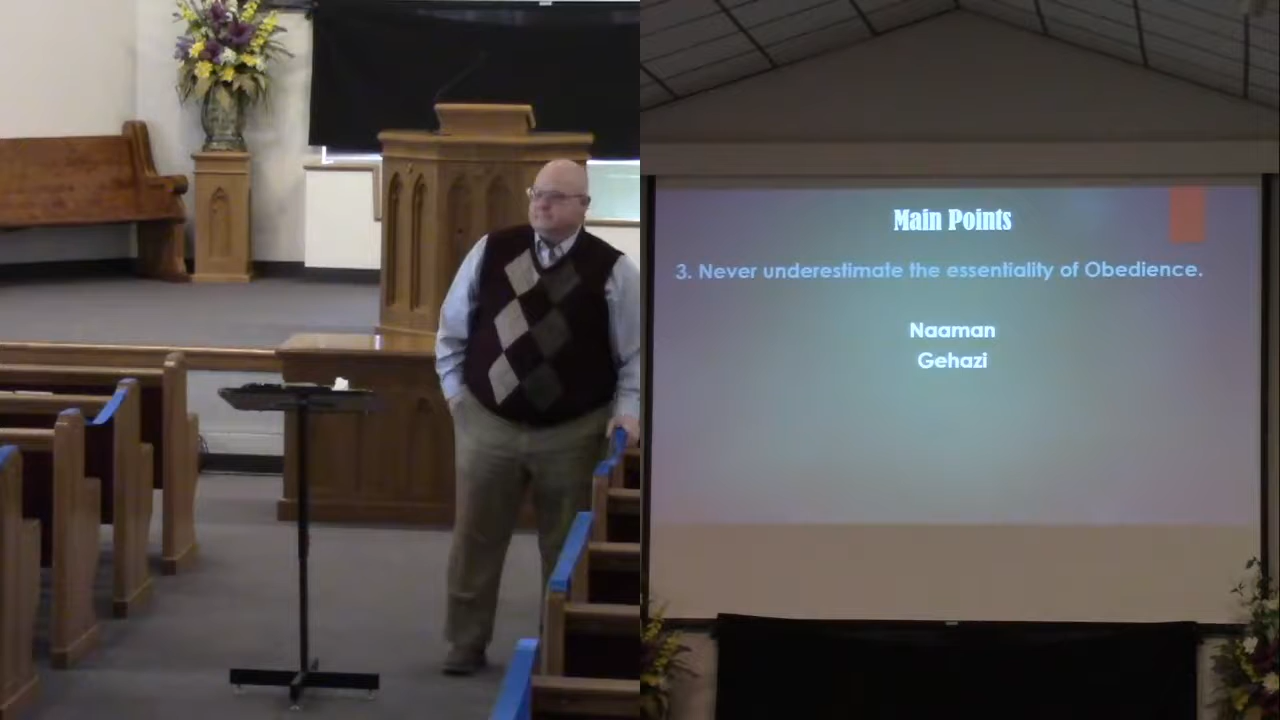 Main Points
3. Never underestimate the essentiality of Obedience.
Naaman
Gehazi